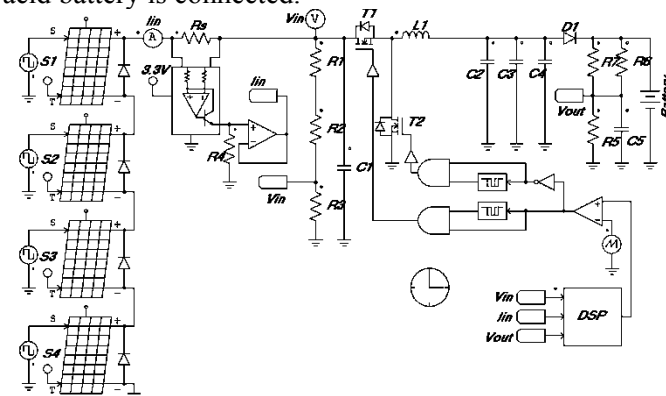 acid battery is connected.
Iin
A
Rs
Vin
V
T1
L1
D1
S
S1
T
3.3V
Iin
R1
C2
C3
C4
R7
R6
Vout
Battery
S
S2
T
R4
R2
C1
T2
R5
C5
Vin
R3
S
S3
T
S
S4
T
Vin
Iin
Vout
DSP